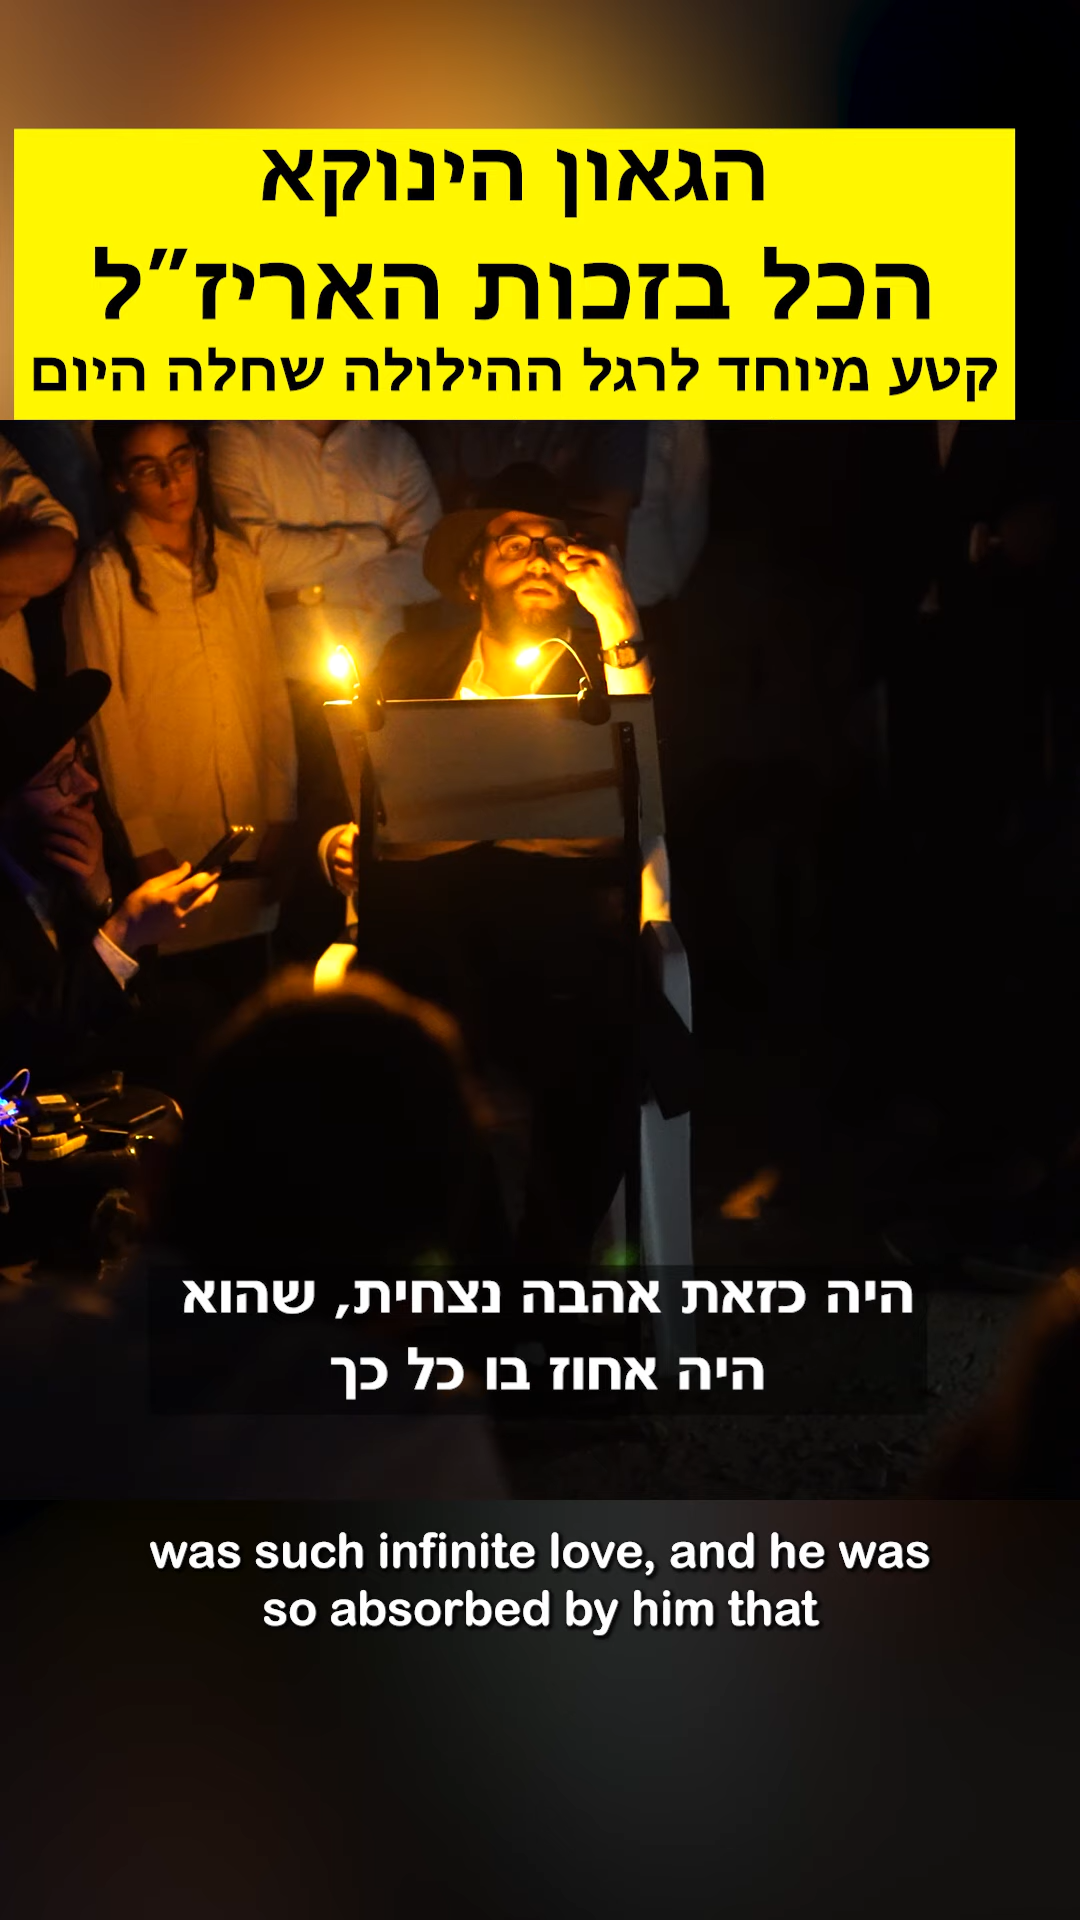 הגאון הינוקא
הכל בזכות האריז״ל
קטע מיוחד לרגל ההילולה שחלה היום
היה כזאת אהבה נצחית, שהוא
היה אחוז בו כל כך
was such infinite love, and he was
so absorbed by him that